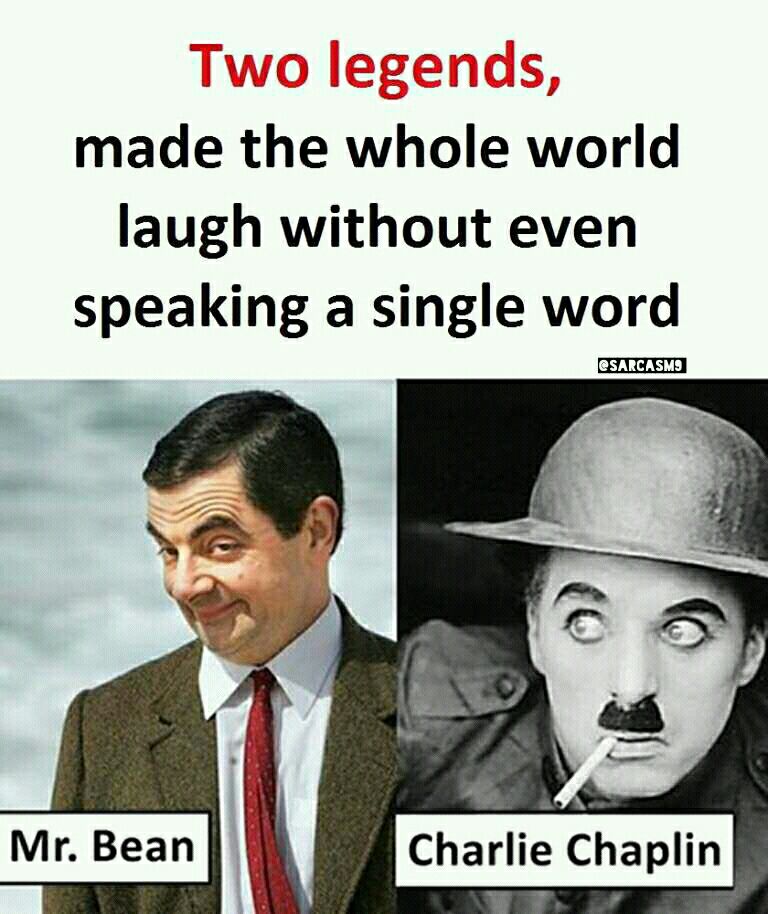 Two legends,
made the whole world
laugh without even
speaking a single word
@SARCASM9
Mr. Bean
Charlie Chaplin